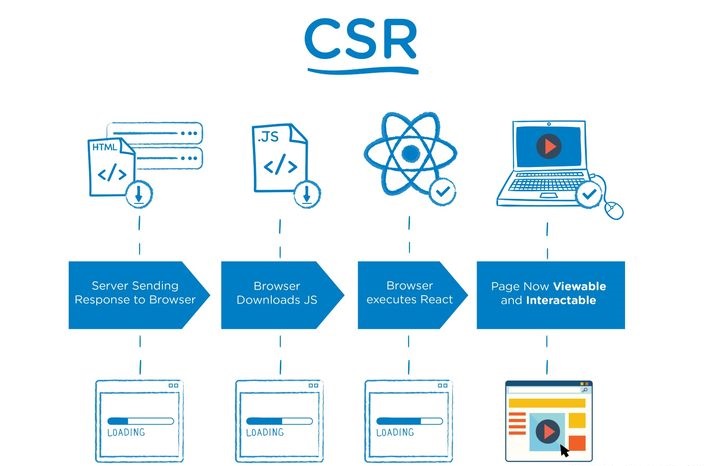 CSR
HTML
</>
.JS
</>
Server Sending
Response to Browser
Browser
Downloads JS
Browser
executes React
Page Now Viewable
and Interactable
LOADING
LOADING
LOADING